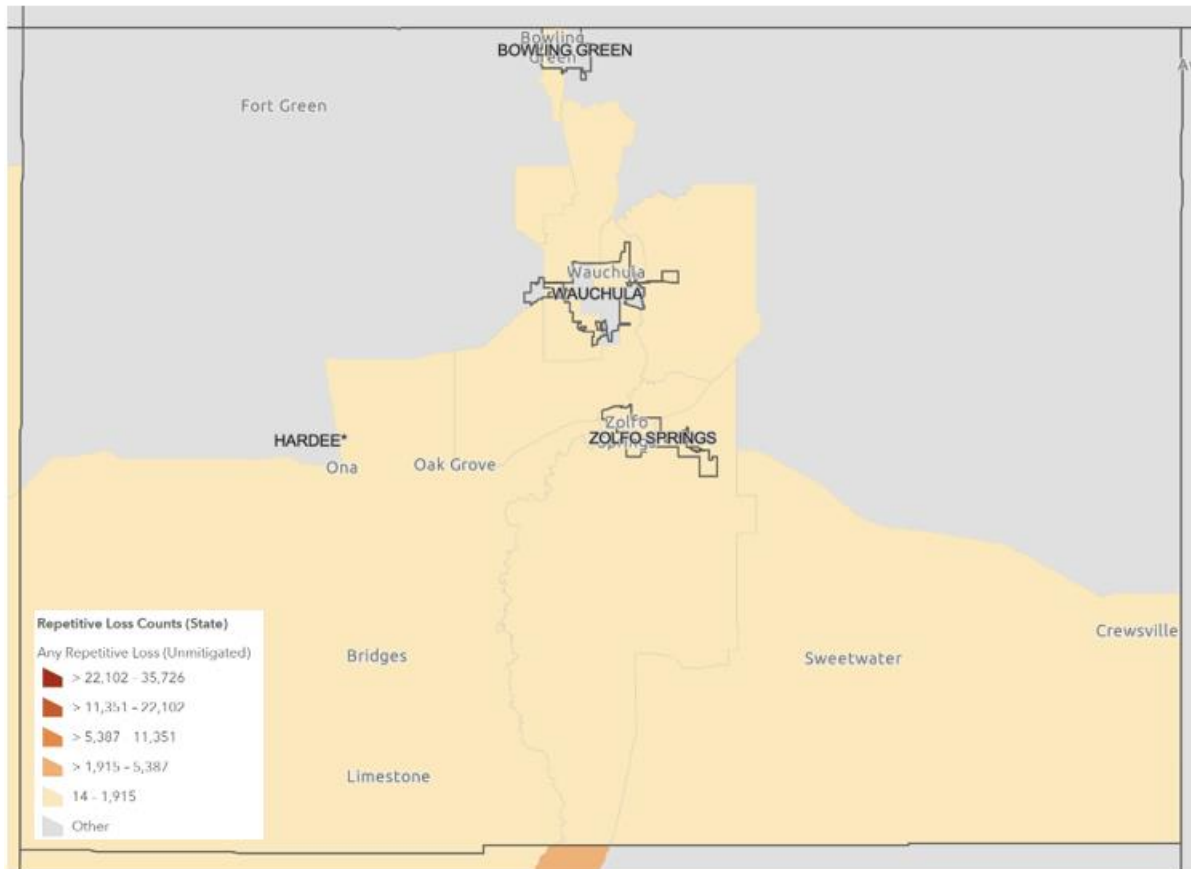 Bowling
BOWLING GREEN
Green
Av
Fort Green
Wauchula
WAUCHULA
Zolfo
HARDEE*
ZOLFO SPRINGS
Springs
Ona
Oak Grove
Repetitive Loss Counts (State)
Any Repetitive Loss (Unmitigated)
> 22,102 - 35,726
> 11,351 - 22,102
> 5,387 11,351
> 1,915 - 5,387
14 - 1,915
Other
Bridges
Sweetwater
Crewsville
Limestone